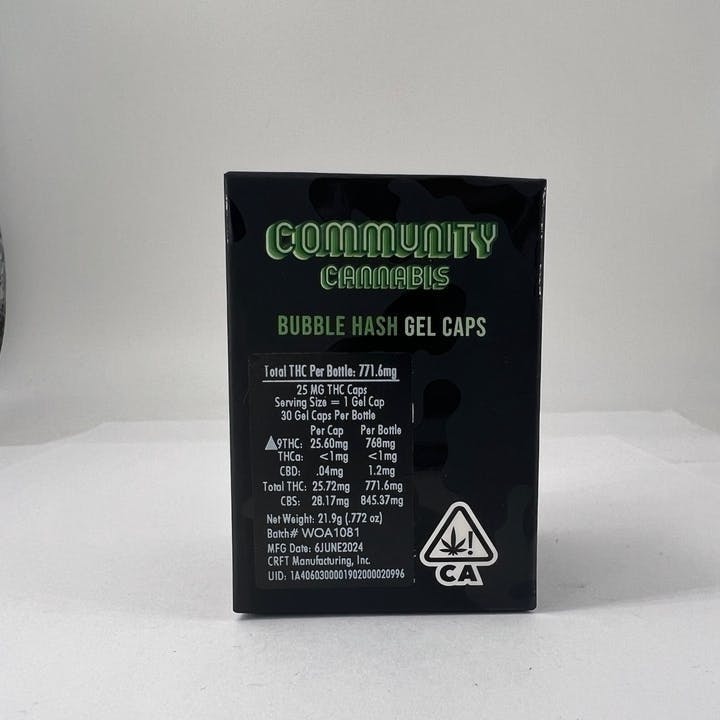 COMMUNITY
CANNABIS
BUBBLE HASH GEL CAPS
Total THC Per Bottle: 771.6mg
25 MG THC Caps
Serving Size = 1 Gel Cap
30 Gel Caps Per Bottle
Per Cap Per Bottle
▲9THC: 25.60mg 768mg
THCa: <1mg <1mg
CBD: .04mg 1.2mg
Total THC: 25.72mg 771.6mg
CBS: 28.17mg 845.37mg
Net Weight: 21.9g (.772 oz)
Batch# WOA1081
MFG Date: 6JUNE2024
CRFT Manufacturing, Inc.
UID: 1A4060300001902000020996
!
CA